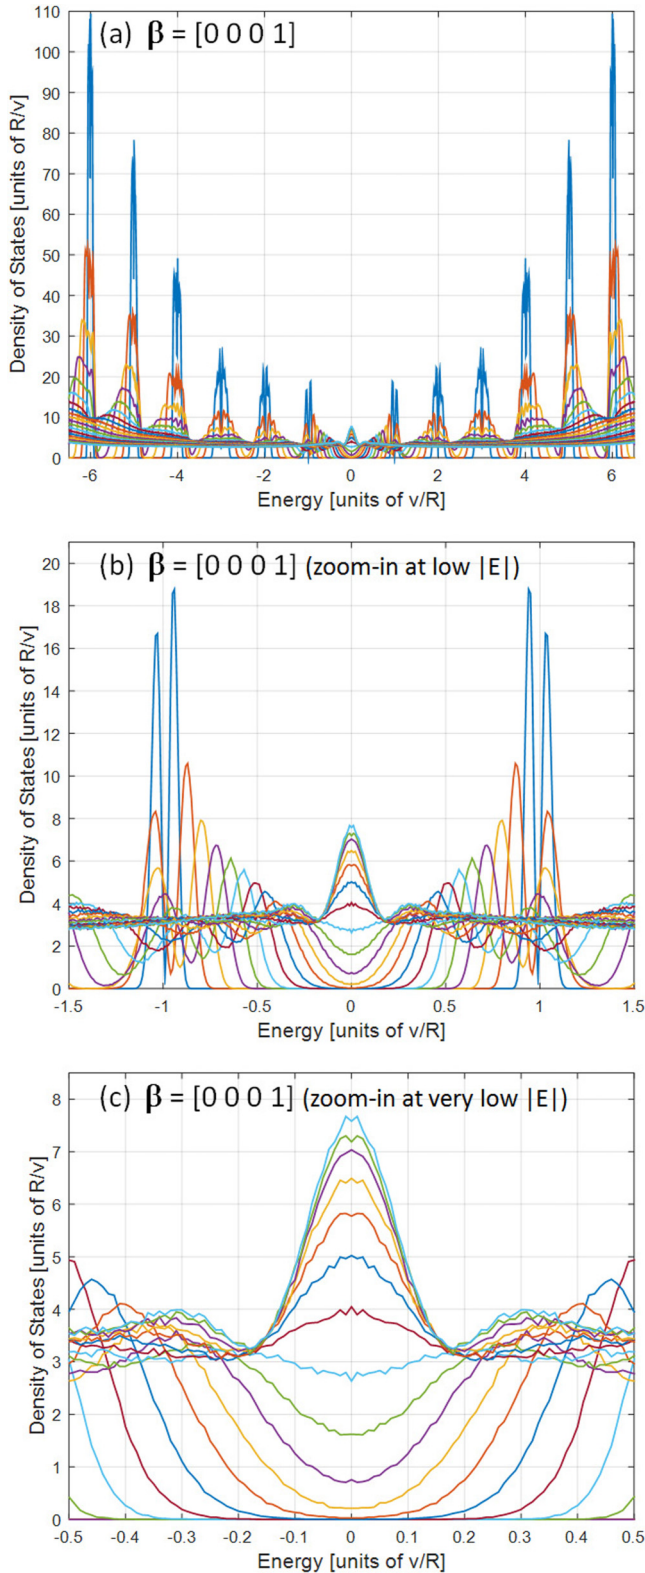 (a) β = [0 0 0 1]
110
100
90
80
70
60
50
40
30
20
10
0
Density of States [units of R/v]
-6 -4 -2 0 2 4 6
Energy [units of v/R]
(b) β = [0 0 0 1] (zoom-in at low |E|)
20
18
16
14
12
10
8
6
4
2
0
Density of States [units of R/v]
-1.5 -1 -0.5 0 0.5 1 1.5
Energy [units of v/R]
(c) β = [0 0 0 1] (zoom-in at very low |E|)
8
7
6
5
4
3
2
1
0
Density of States [units of R/v]
-0.5 -0.4 -0.3 -0.2 -0.1 0 0.1 0.2 0.3 0.4 0.5
Energy [units of v/R]